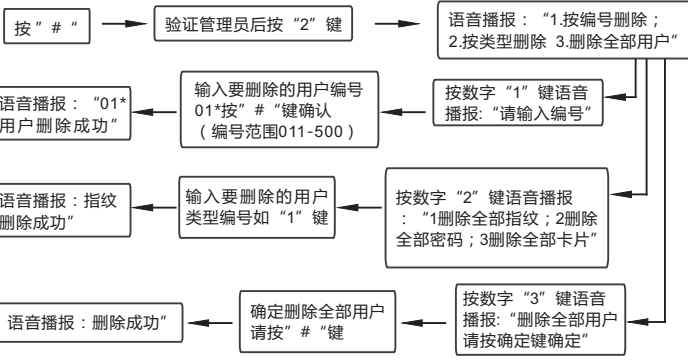 按”＃“
验证管理员后按“2”键
语音播报：“1.按编号删除；
2.按类型删除 3.删除全部用户”
按数字“1”键语音
播报:“请输入编号”
输入要删除的用户编号
01*按”＃“键确认
（编号范围011-500）
语音播报：“01*
用户删除成功”
按数字“2”键语音播报
：“1删除全部指纹；2删除
全部密码；3删除全部卡片”
输入要删除的用户
类型编号如“1”键
语音播报：指纹
删除成功”
按数字“3”键语音
播报:“删除全部用户
请按确定键确定”
确定删除全部用户
请按”＃“键
语音播报：删除成功”